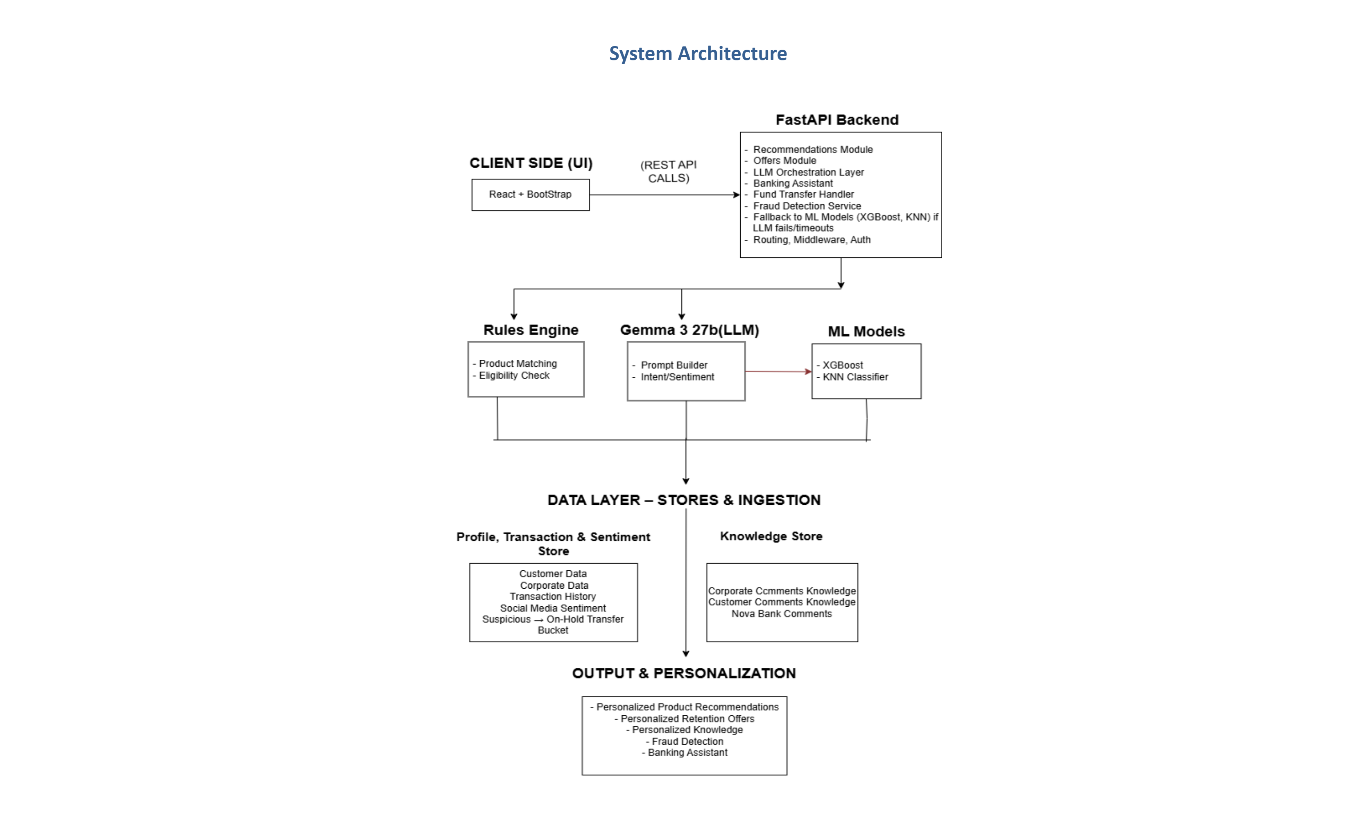 System Architecture
FastAPI Backend
- Recommendations Module
- Offers Module
- LLM Orchestration Layer
- Banking Assistant
- Fund Transfer Handler
- Fraud Detection Service
- Fallback to ML Models (XGBoost, KNN) if
LLM fails/timeouts
- Routing, Middleware, Auth
CLIENT SIDE (UI)
React + BootStrap
(REST API
CALLS)
Rules Engine
- Product Matching
- Eligibility Check
Gemma 3 27b(LLM)
- Prompt Builder
- Intent/Sentiment
ML Models
- XGBoost
- KNN Classifier
DATA LAYER – STORES & INGESTION
Profile, Transaction & Sentiment
Store
Customer Data
Corporate Data
Transaction History
Social Media Sentiment
Suspicious → On-Hold Transfer
Bucket
Knowledge Store
Corporate Comments Knowledge
Customer Comments Knowledge
Nova Bank Comments
OUTPUT & PERSONALIZATION
- Personalized Product Recommendations
- Personalized Retention Offers
- Personalized Knowledge
- Fraud Detection
- Banking Assistant